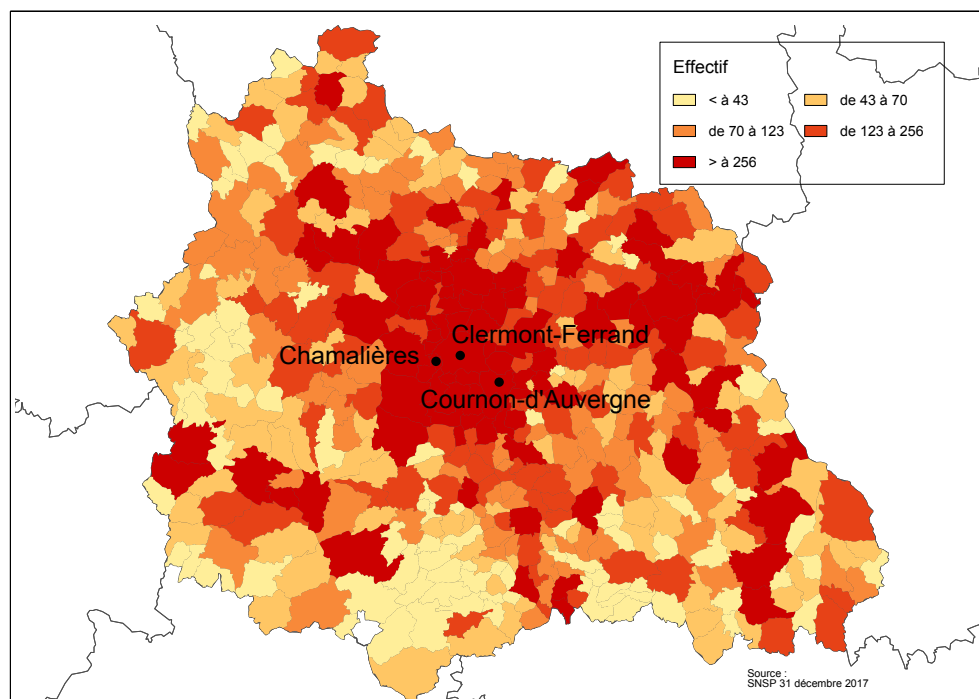 Effectif
< à 43
de 43 à 70
de 70 à 123
de 123 à 256
> à 256
Clermont-Ferrand
Chamalières
Cournon-d'Auvergne
Source :
SNSP 31 décembre 2017